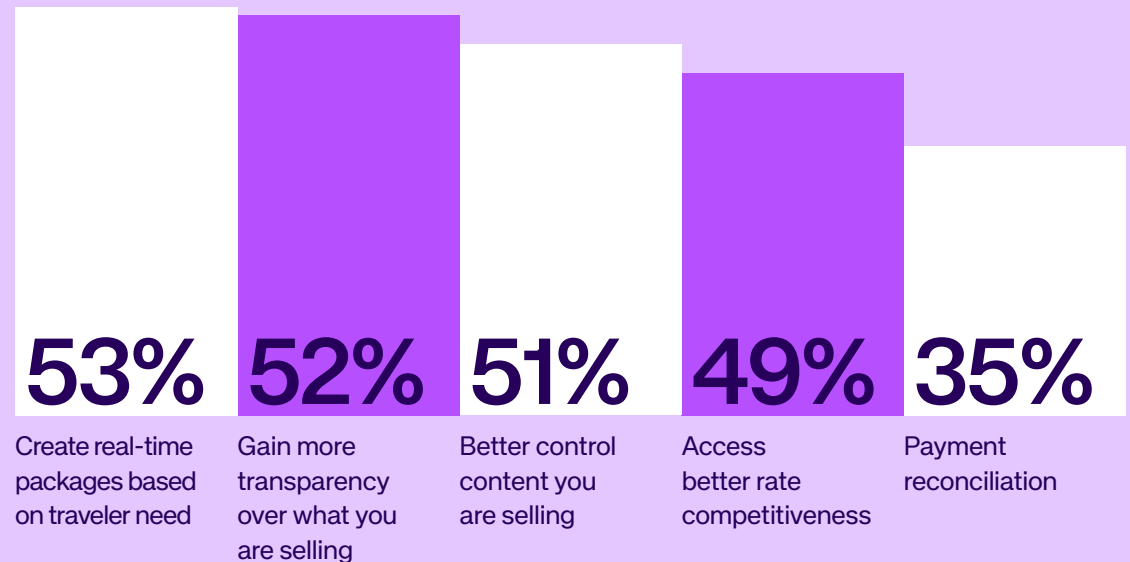 53%
52%
51%
49%
35%
Create real-time
packages based
on traveler need
Gain more
transparency
over what you
are selling
Better control
content you
are selling
Access
better rate
competitiveness
Payment
reconciliation